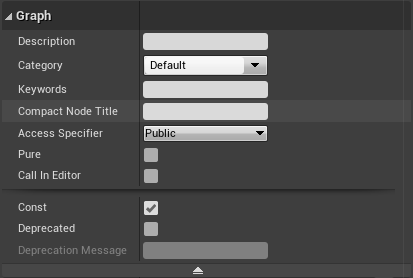 Graph
Description
Category Default
Keywords
Compact Node Title
Access Specifier Public
Pure
Call In Editor
Const
Deprecated
Deprecation Message